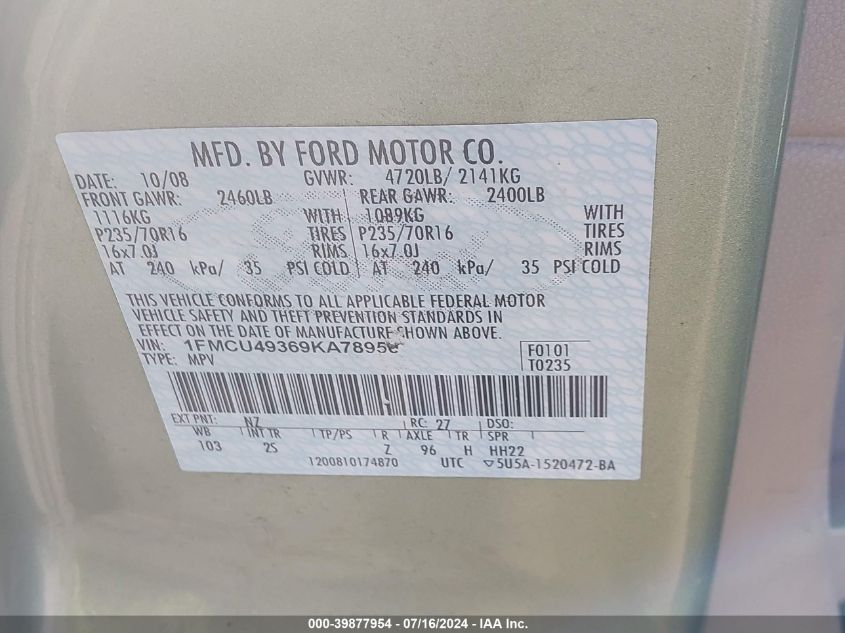 MFD. BY FORD MOTOR CO.
DATE: 10/08 GVWR: 4720LB/ 2141KG
FRONT GAWR: 2460LB REAR GAWR: 2400LB
1116KG WITH 1089KG WITH
P235/70R16 TIRES P235/70R16 TIRES
16x7.0J RIMS 16x7.0J RIMS
AT 240 kPa/ 35 PSI COLD AT 240 kPa/ 35 PSI COLD
THIS VEHICLE CONFORMS TO ALL APPLICABLE FEDERAL MOTOR
VEHICLE SAFETY AND THEFT PREVENTION STANDARDS IN
EFFECT ON THE DATE OF MANUFACTURE SHOWN ABOVE.
VIN: F0101
TYPE: MPV T0235
EXT PNT: NZ RC: 27 DSO:
WB INT TR TP/PS R AXLE TR SPR
103 2S Z 96 H HH22
1200810174870 UTC ▽5U5A-1520472-BA
000-39877954 - 07/16/2024 - IAA Inc.